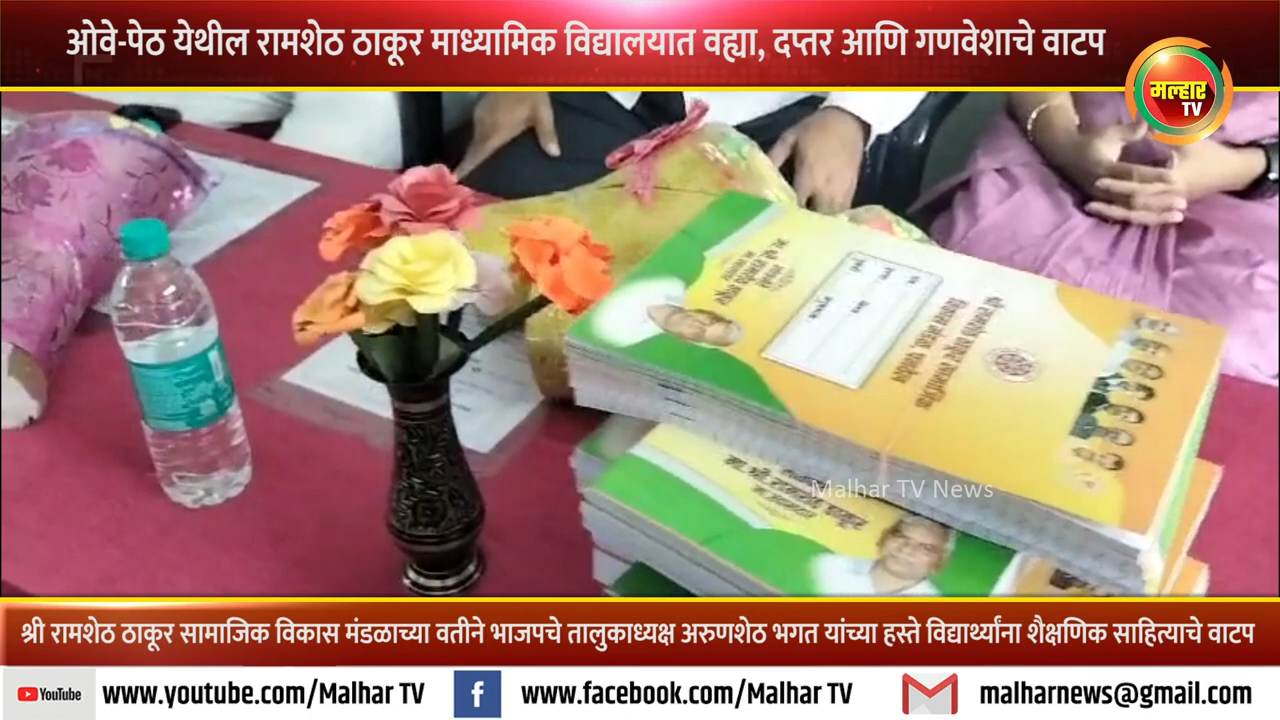 ओवे-पेठ येथील रामशेठ ठाकूर माध्यामिक विद्यालयात वह्या, दप्तर आणि गणवेशाचे वाटप
मल्हार
TV
Malhar TV News
श्री रामशेठ ठाकूर सामाजिक विकास मंडळाच्या वतीने भाजपचे तालुकाध्यक्ष अरुणशेठ भगत यांच्या हस्ते विद्यार्थ्यांना शैक्षणिक साहित्याचे वाटप
YouTube www.youtube.com/Malhar TV f www.facebook.com/Malhar TV malharnews@gmail.com